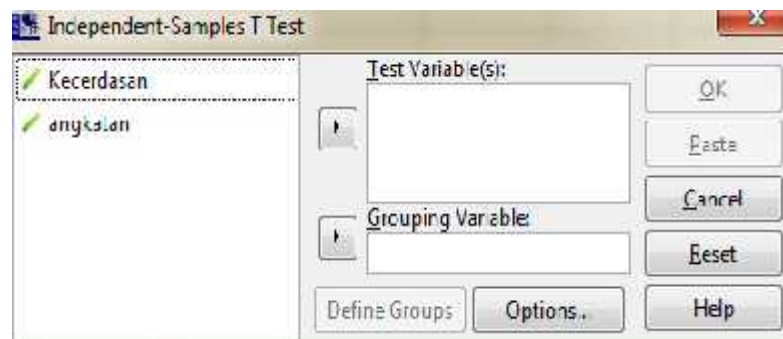 Independent-Samples T Test
Kecerdasan
angkatan
Test Variable(s):
Grouping Variable:
Define Groups
Options...
OK
Paste
Cancel
Reset
Help